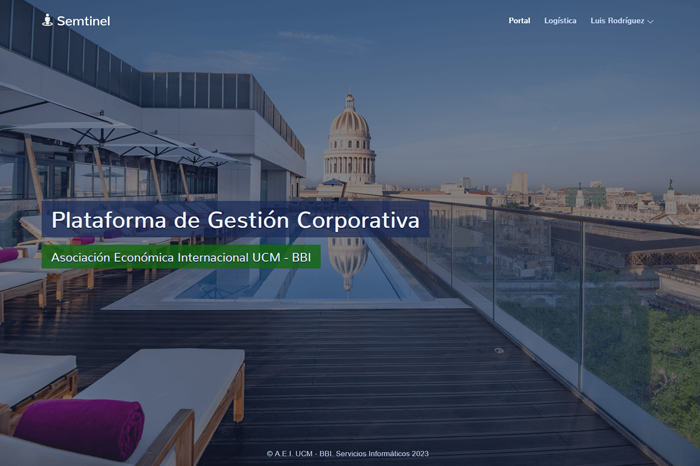 Semtinel
Portal
Logística
Luis Rodríguez
Plataforma de Gestión Corporativa
Asociación Económica Internacional UCM - BBI
© A.E.I. UCM - BBI. Servicios Informáticos 2023